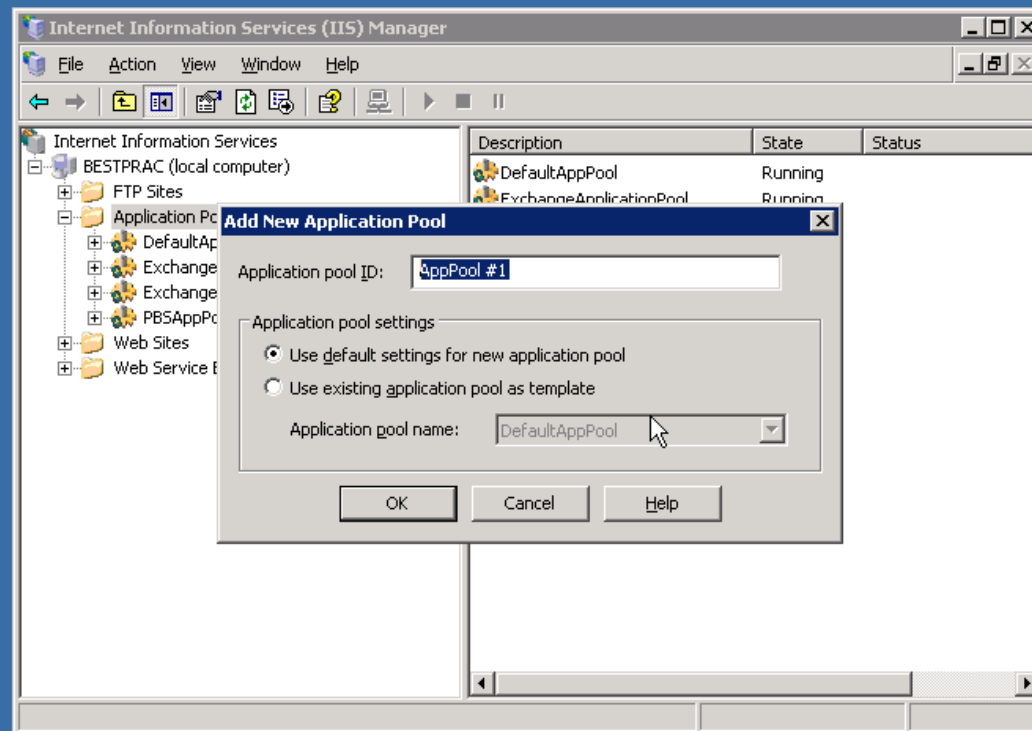 Internet Information Services (IIS) Manager
File Action View Window Help
Internet Information Services
BESTPRAC (local computer)
FTP Sites
Application Po
DefaultAp
Exchange
Exchange
PBSAppPo
Web Sites
Web Service E
Description State Status
DefaultAppPool Running
ExchangeApplicationPool Running
Add New Application Pool
Application pool ID: AppPool #1
Application pool settings
Use default settings for new application pool
Use existing application pool as template
Application pool name: DefaultAppPool
OK Cancel Help